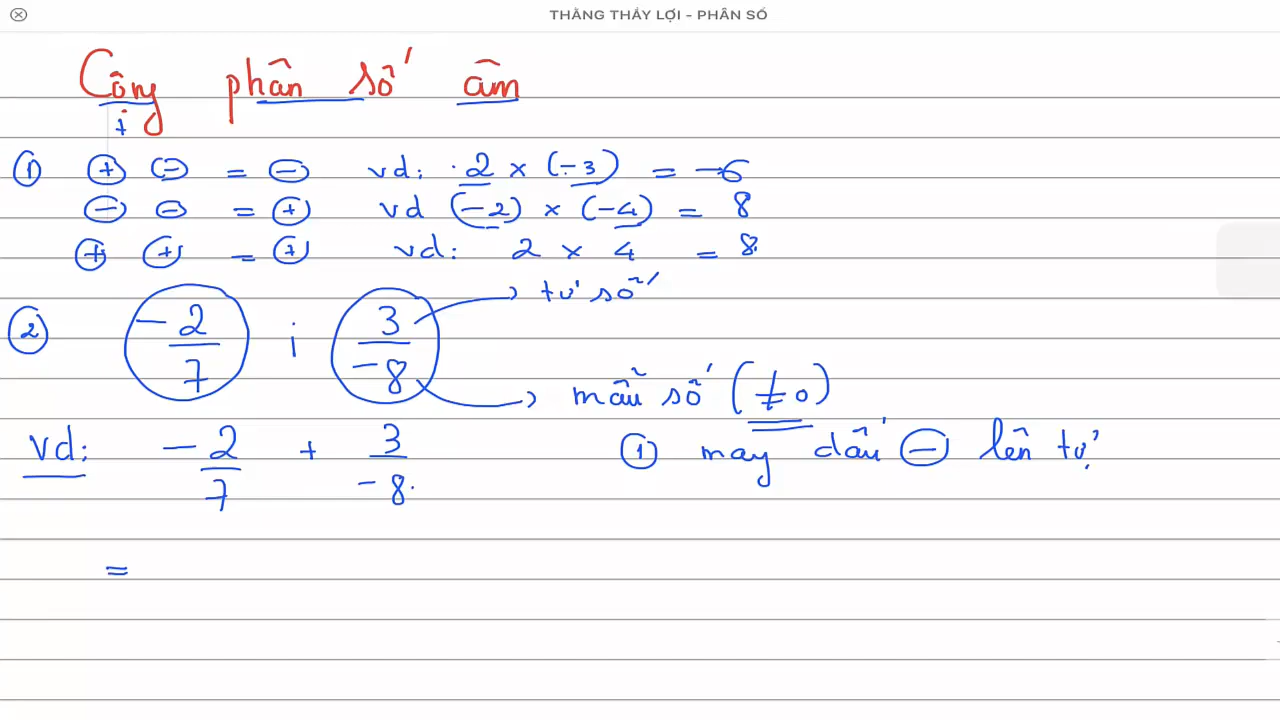 THẰNG THẦY LỢI - PHÂN SỐ
Cộng phân số âm
① ⊕ ⊖ = ⊖ vd: 2 × (-3) = -6
⊖ ⊖ = ⊕ vd (-2) × (-4) = 8
⊕ ⊕ = ⊕ vd: 2 × 4 = 8
② -2/7 ; 3/-8 → tử số
→ mẫu số (≠0)
vd: -2/7 + 3/-8 ① may dấu ⊖ lên tử
=